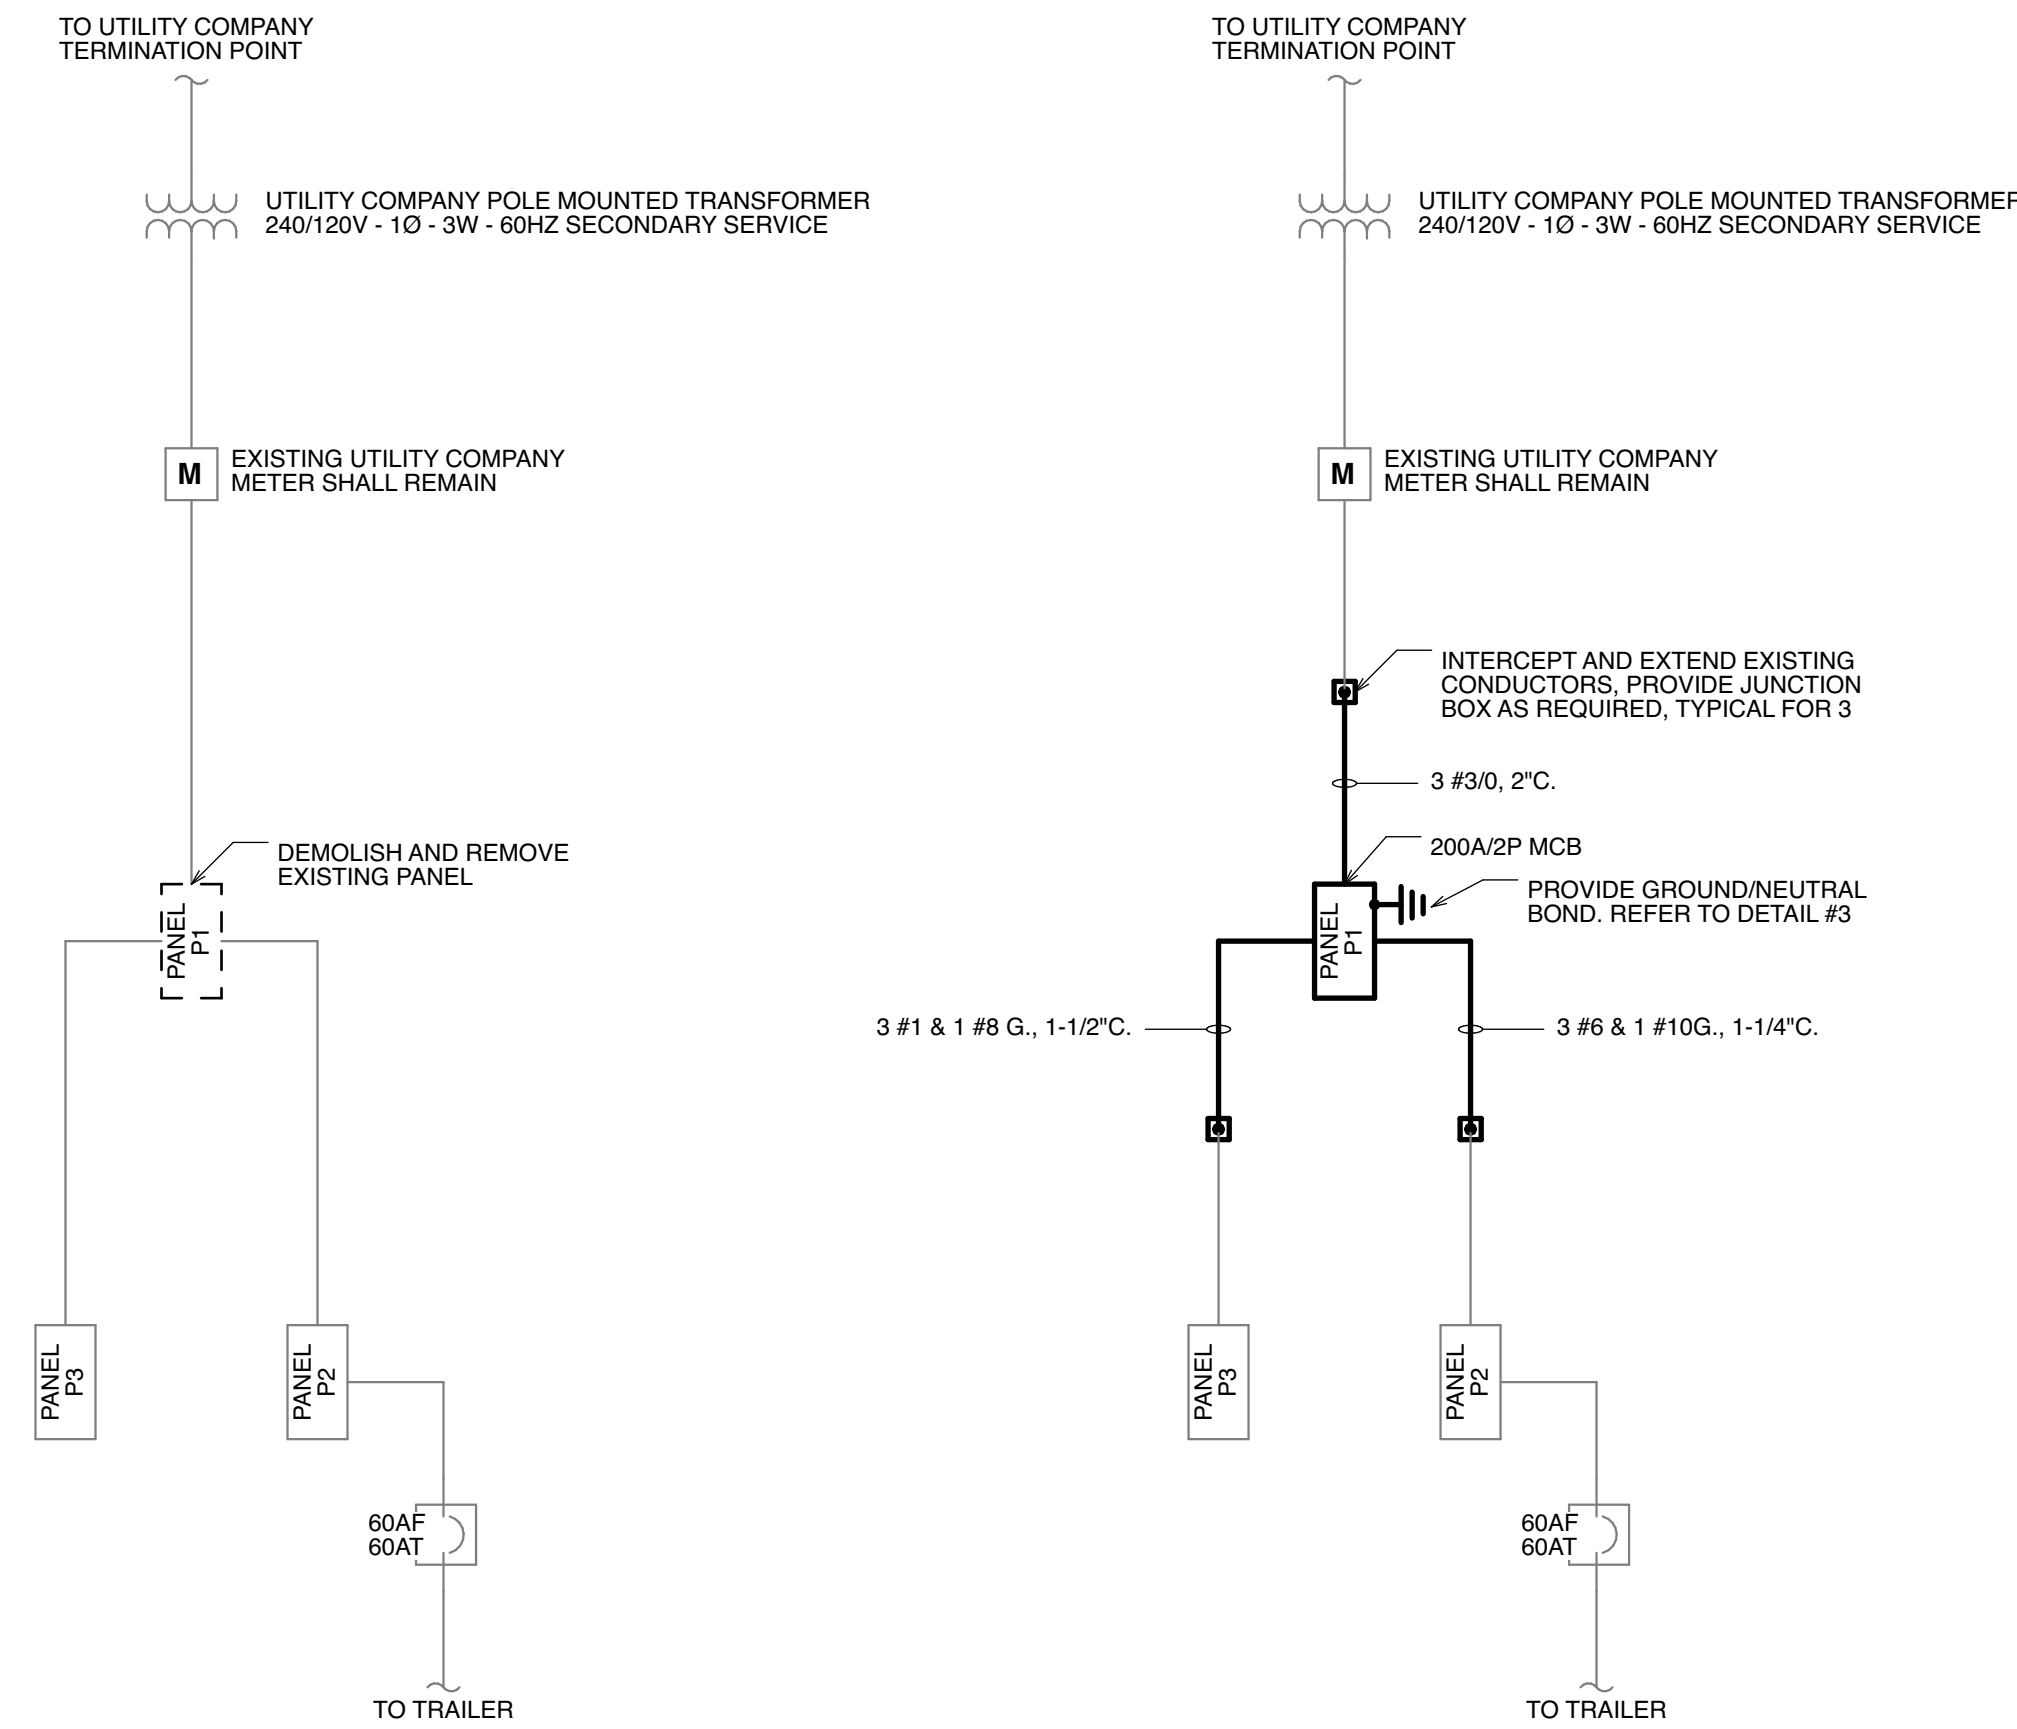 TO UTILITY COMPANY
TERMINATION POINT
UTILITY COMPANY POLE MOUNTED TRANSFORMER
240/120V - 1Ø - 3W - 60HZ SECONDARY SERVICE
M
EXISTING UTILITY COMPANY
METER SHALL REMAIN
DEMOLISH AND REMOVE
EXISTING PANEL
PANEL
P1
PANEL
P3
PANEL
P2
60AF
60AT
TO TRAILER
TO UTILITY COMPANY
TERMINATION POINT
UTILITY COMPANY POLE MOUNTED TRANSFORMER
240/120V - 1Ø - 3W - 60HZ SECONDARY SERVICE
M
EXISTING UTILITY COMPANY
METER SHALL REMAIN
INTERCEPT AND EXTEND EXISTING
CONDUCTORS, PROVIDE JUNCTION
BOX AS REQUIRED, TYPICAL FOR 3
3 #3/0, 2"C.
200A/2P MCB
PROVIDE GROUND/NEUTRAL
BOND. REFER TO DETAIL #3
PANEL
P1
3 #1 & 1 #8 G., 1-1/2"C.
3 #6 & 1 #10G., 1-1/4"C.
PANEL
P3
PANEL
P2
60AF
60AT
TO TRAILER